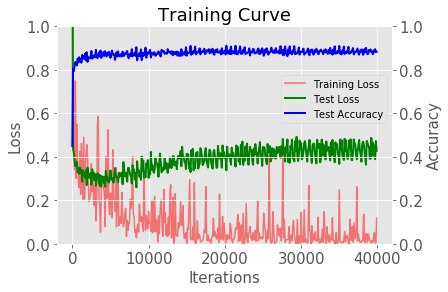 Training Curve
1.0
0.8
0.6
0.4
0.2
0.0
Loss
1.0
0.8
0.6
0.4
0.2
0.0
Accuracy
Training Loss
Test Loss
Test Accuracy
0 10000 20000 30000 40000
Iterations